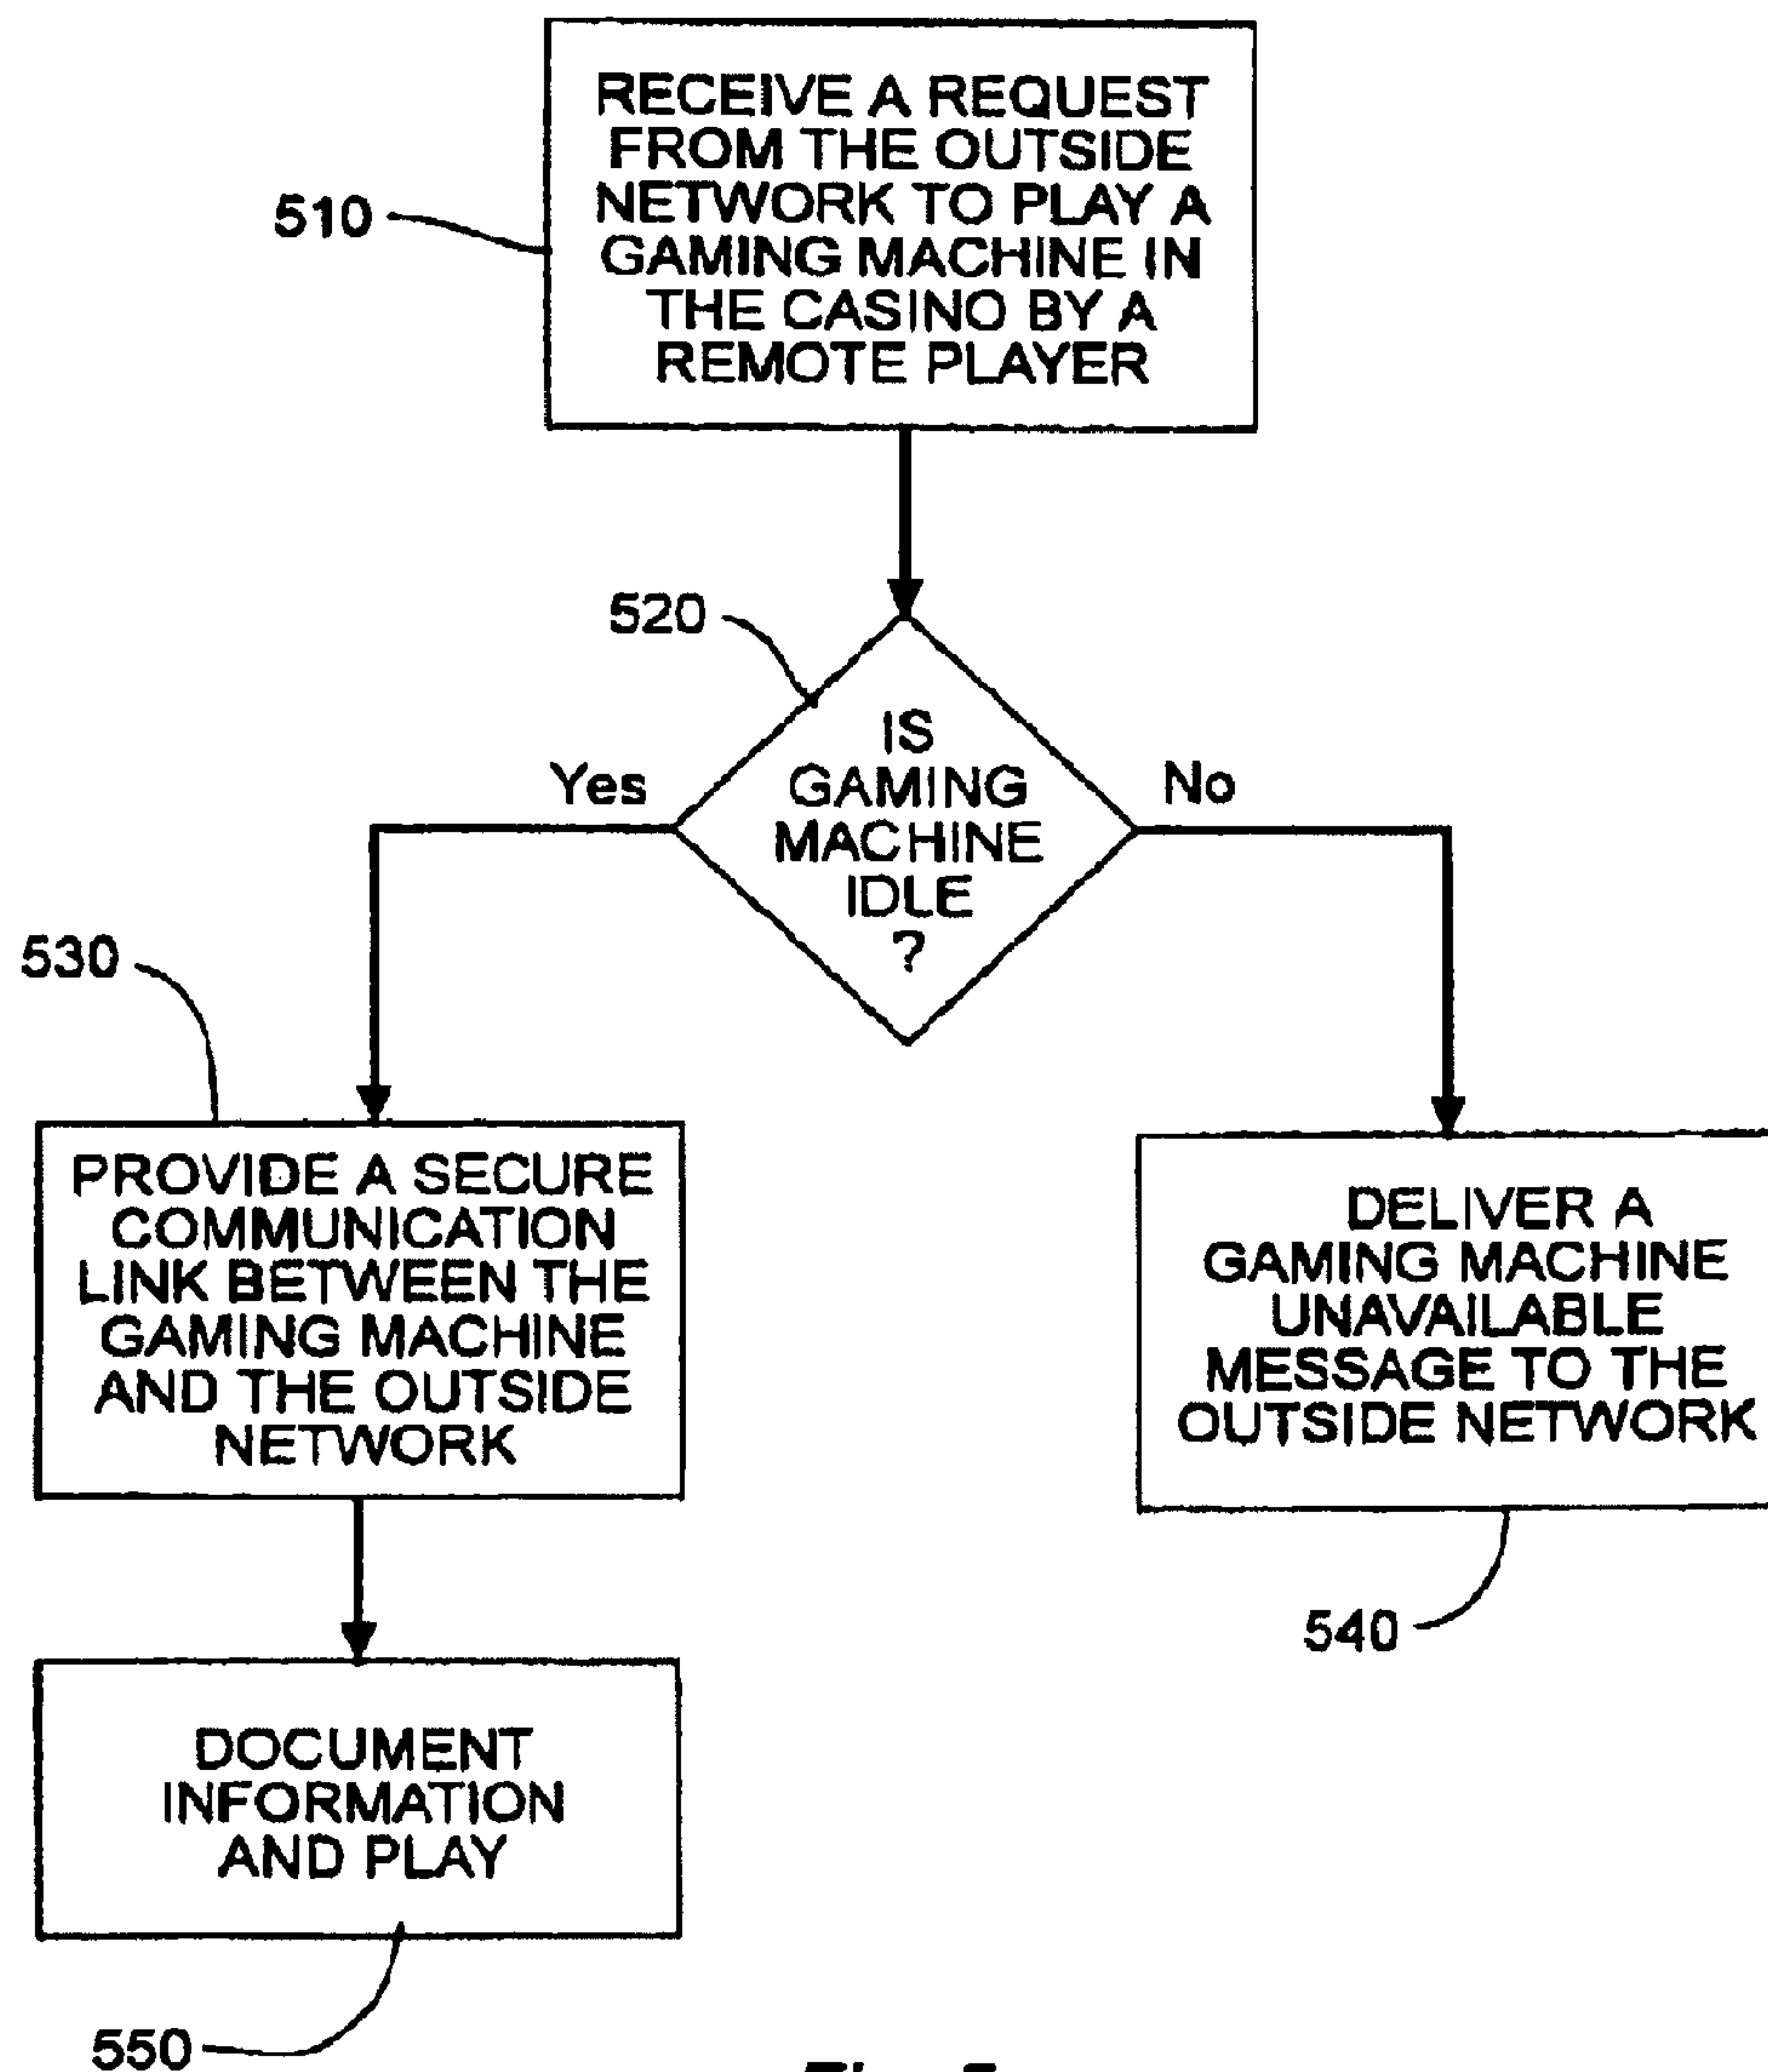 RECEIVE A REQUEST
FROM THE OUTSIDE
NETWORK TO PLAY A
GAMING MACHINE IN
THE CASINO BY A
REMOTE PLAYER
510
520
IS
GAMING
MACHINE
IDLE
?
Yes
No
530
PROVIDE A SECURE
COMMUNICATION
LINK BETWEEN THE
GAMING MACHINE
AND THE OUTSIDE
NETWORK
DELIVER A
GAMING MACHINE
UNAVAILABLE
MESSAGE TO THE
OUTSIDE NETWORK
540
DOCUMENT
INFORMATION
AND PLAY
550